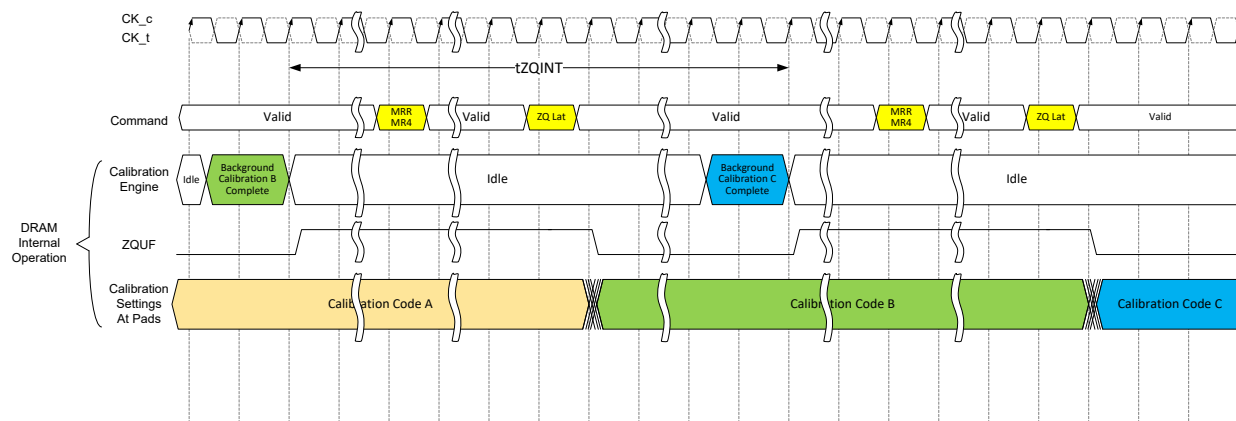 CK_c
CK_t
tZQINT
Command
Valid
MRR
MR4
Valid
ZQ Lat
Valid
MRR
MR4
Valid
ZQ Lat
Valid
DRAM
Internal
Operation
Calibration
Engine
Idle
Background
Calibration B
Complete
Idle
Background
Calibration C
Complete
Idle
ZQUF
Calibration
Settings
At Pads
Calibration Code A
Calibration Code B
Calibration Code C